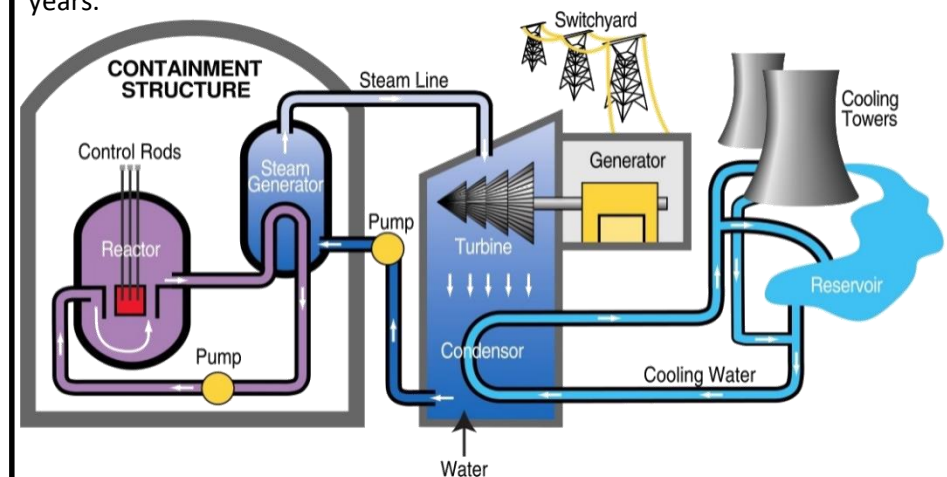 years.
Switchyard
CONTAINMENT
STRUCTURE
Steam Line
Cooling
Towers
Control Rods
Steam
Generator
Generator
Pump
Reactor
Turbine
Reservoir
Pump
Condensor
Cooling Water
Water